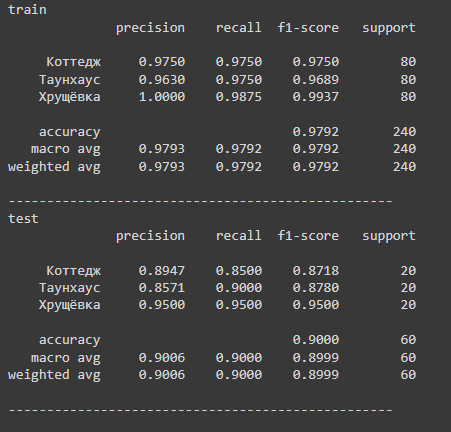 train
precision recall f1-score support
Коттедж 0.9750 0.9750 0.9750 80
Таунхаус 0.9630 0.9750 0.9689 80
Хрущёвка 1.0000 0.9875 0.9937 80
accuracy 0.9792 240
macro avg 0.9793 0.9792 0.9792 240
weighted avg 0.9793 0.9792 0.9792 240
--------------------------------------------------
test
precision recall f1-score support
Коттедж 0.8947 0.8500 0.8718 20
Таунхаус 0.8571 0.9000 0.8780 20
Хрущёвка 0.9500 0.9500 0.9500 20
accuracy 0.9000 60
macro avg 0.9006 0.9000 0.8999 60
weighted avg 0.9006 0.9000 0.8999 60
--------------------------------------------------